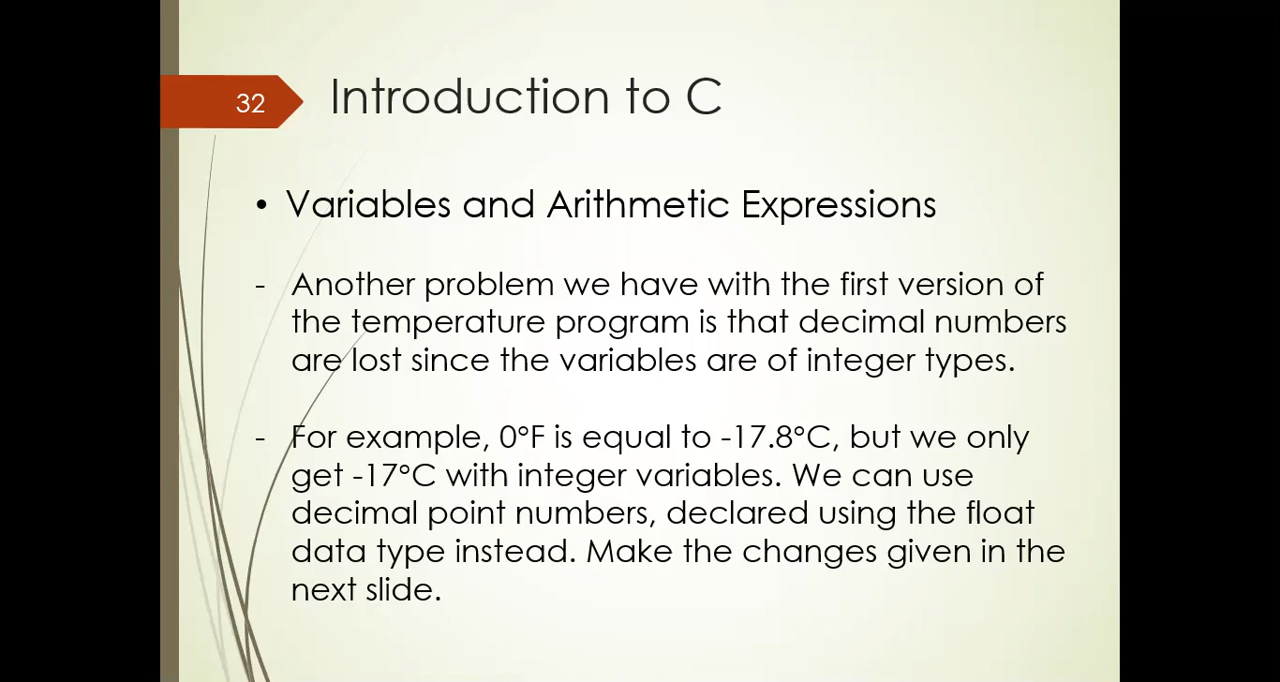 32
Introduction to C
• Variables and Arithmetic Expressions
- Another problem we have with the first version of
the temperature program is that decimal numbers
are lost since the variables are of integer types.
- For example, 0°F is equal to -17.8°C, but we only
get -17°C with integer variables. We can use
decimal point numbers, declared using the float
data type instead. Make the changes given in the
next slide.